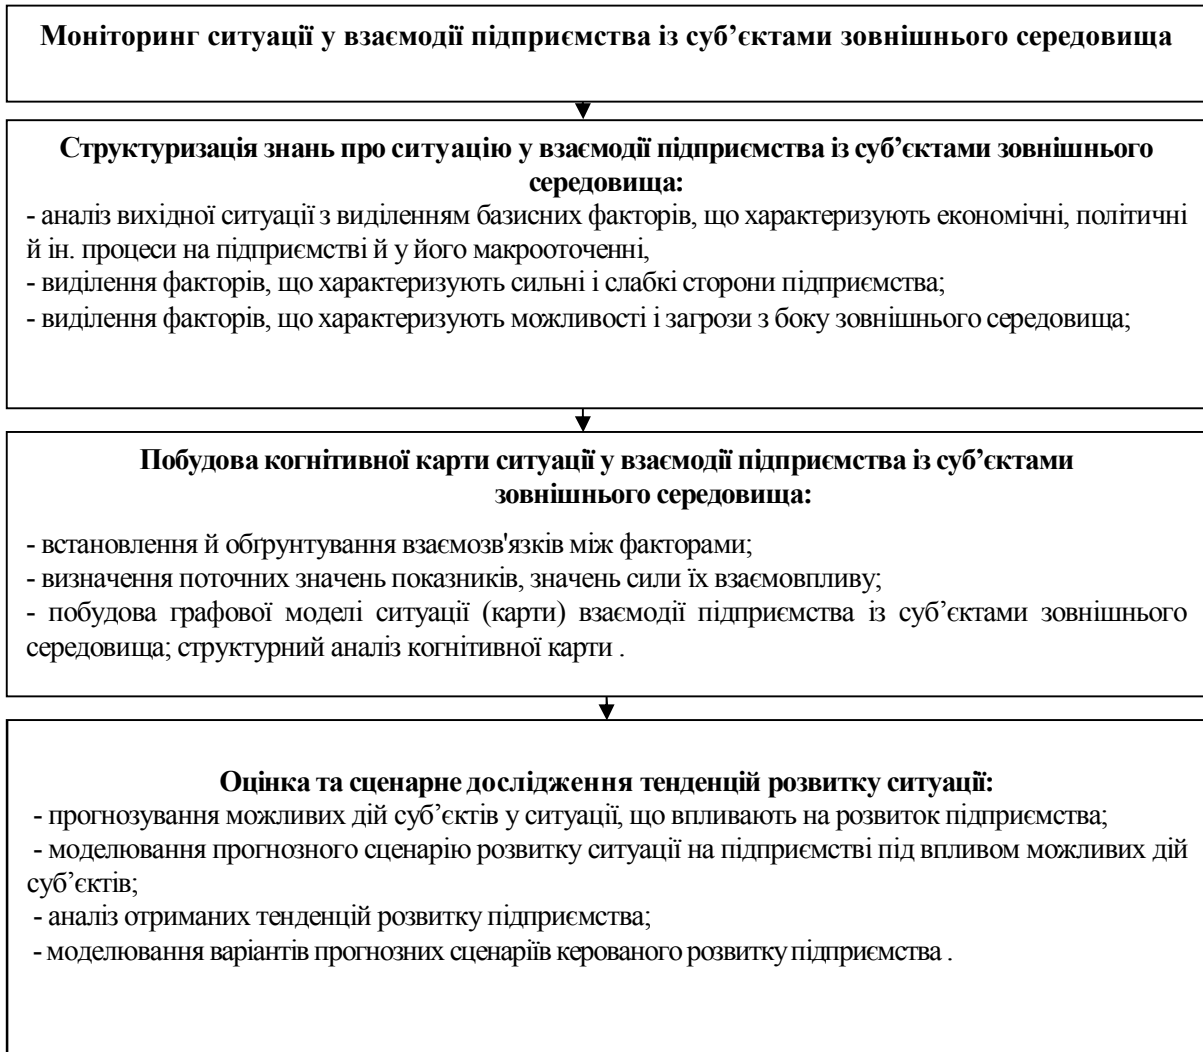 Моніторинг ситуації у взаємодії підприємства із суб’єктами зовнішнього середовища
Структуризація знань про ситуацію у взаємодії підприємства із суб’єктами зовнішнього
середовища:
- аналіз вихідної ситуації з виділенням базисних факторів, що характеризують економічні, політичні
й ін. процеси на підприємстві й у його макрооточенні,
- виділення факторів, що характеризують сильні і слабкі сторони підприємства;
- виділення факторів, що характеризують можливості і загрози з боку зовнішнього середовища;
Побудова когнітивної карти ситуації у взаємодії підприємства із суб’єктами
зовнішнього середовища:
- встановлення й обґрунтування взаємозв'язків між факторами;
- визначення поточних значень показників, значень сили їх взаємовпливу;
- побудова графової моделі ситуації (карти) взаємодії підприємства із суб’єктами зовнішнього
середовища; структурний аналіз когнітивної карти .
Оцінка та сценарне дослідження тенденцій розвитку ситуації:
- прогнозування можливих дій суб’єктів у ситуації, що впливають на розвиток підприємства;
- моделювання прогнозного сценарію розвитку ситуації на підприємстві під впливом можливих дій
суб’єктів;
- аналіз отриманих тенденцій розвитку підприємства;
- моделювання варіантів прогнозних сценаріїв керованого розвитку підприємства .